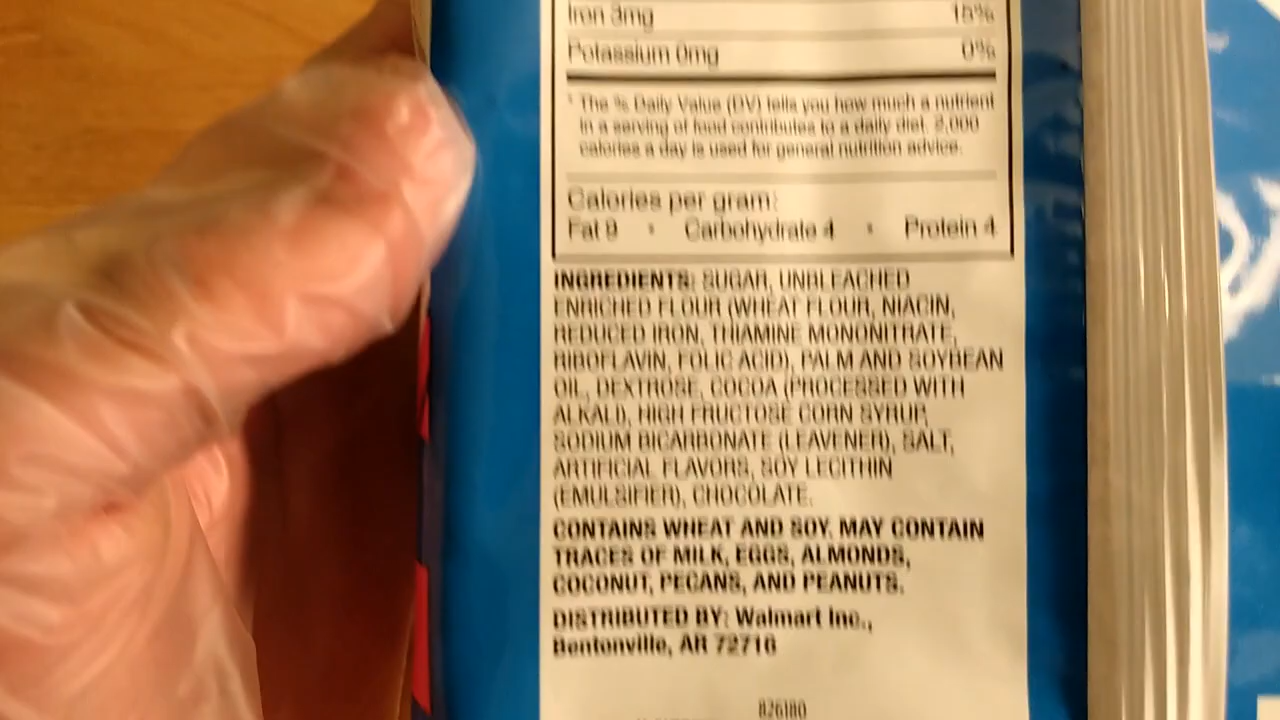 Iron 3mg 15%
Potassium 0mg 0%
* The % Daily Value (DV) tells you how much a nutrient
in a serving of food contributes to a daily diet. 2,000
calories a day is used for general nutrition advice.
Calories per gram:
Fat 9 • Carbohydrate 4 • Protein 4
INGREDIENTS: SUGAR, UNBLEACHED
ENRICHED FLOUR (WHEAT FLOUR, NIACIN,
REDUCED IRON, THIAMINE MONONITRATE,
RIBOFLAVIN, FOLIC ACID), PALM AND SOYBEAN
OIL, DEXTROSE, COCOA (PROCESSED WITH
ALKALI), HIGH FRUCTOSE CORN SYRUP,
SODIUM BICARBONATE (LEAVENER), SALT,
ARTIFICIAL FLAVORS, SOY LECITHIN
(EMULSIFIER), CHOCOLATE.
CONTAINS WHEAT AND SOY. MAY CONTAIN
TRACES OF MILK, EGGS, ALMONDS,
COCONUT, PECANS, AND PEANUTS.
DISTRIBUTED BY: Walmart Inc.,
Bentonville, AR 72716
826180